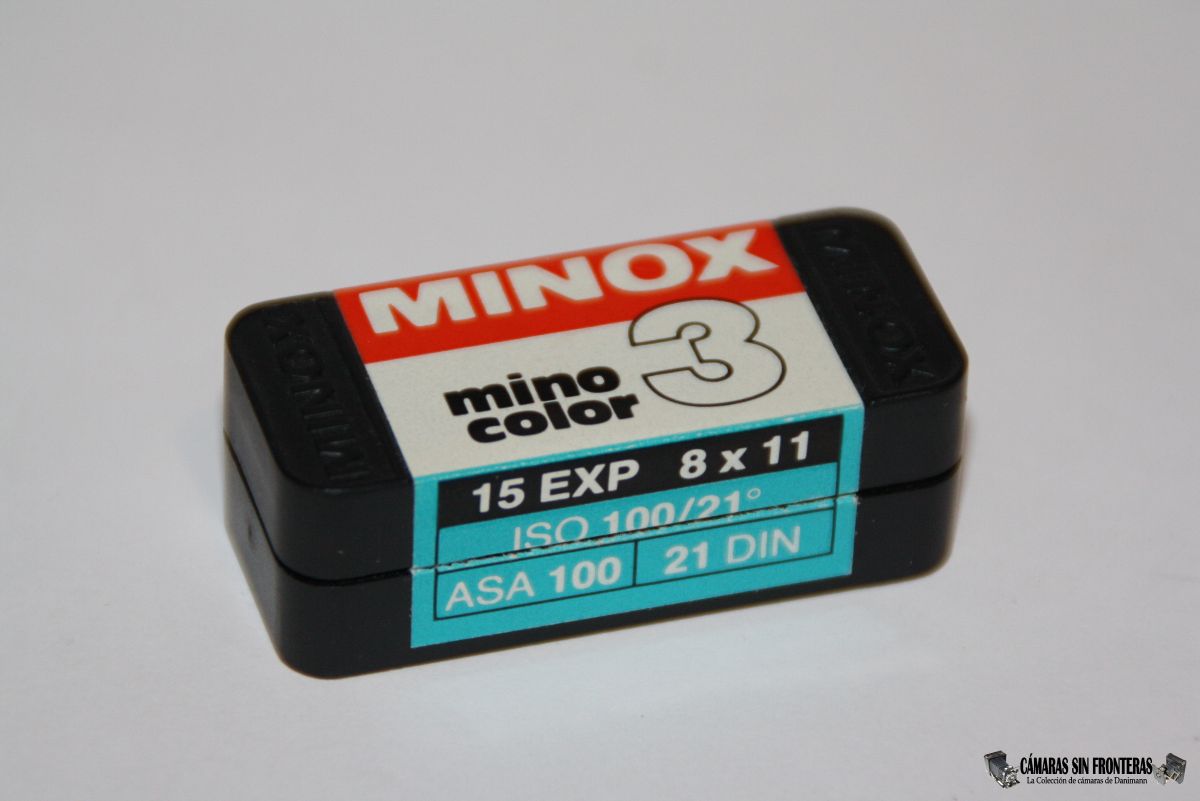 MINOX
MINOX
MINOX
mino
color
3
15 EXP 8 x 11
ISO 100/21°
ASA 100 21 DIN
CÁMARAS SIN FRONTERAS
La Colección de cámaras de Danimann